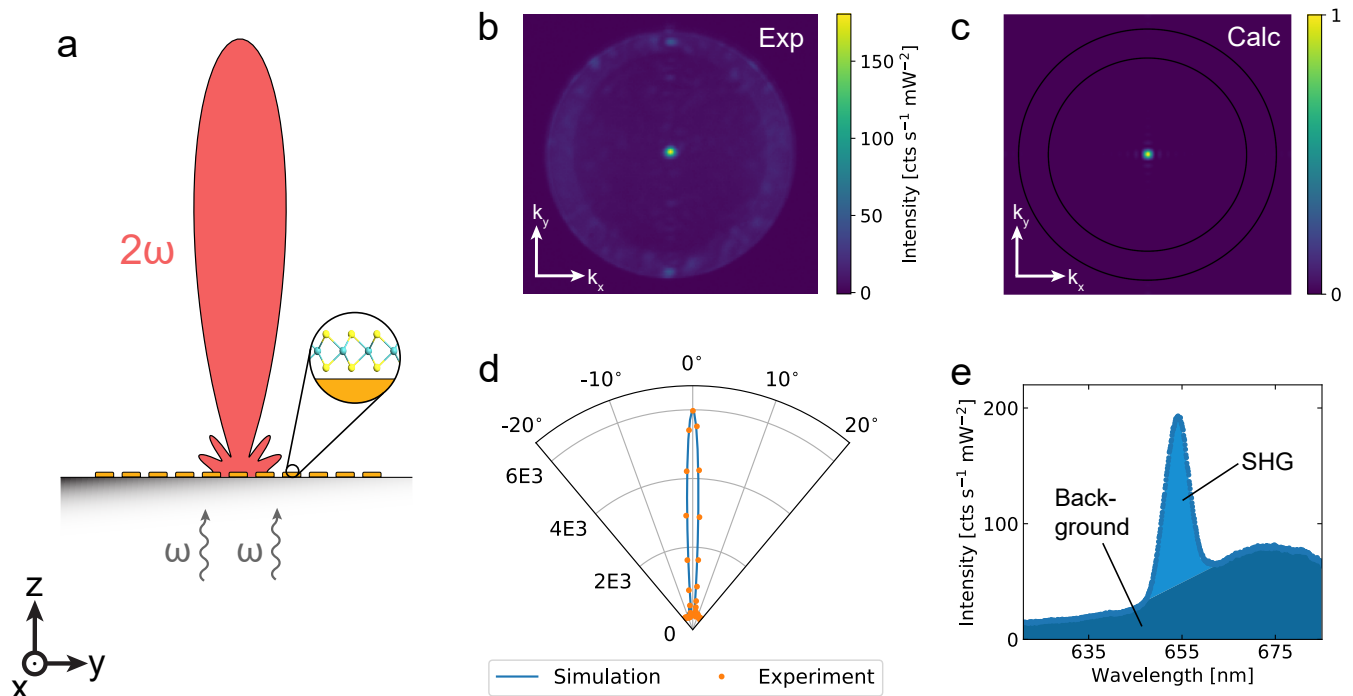 a
2ω
ω
ω
z
y
x
b
Exp
k_y
k_x
150
100
50
0
Intensity [cts s⁻¹ mW⁻²]
c
Calc
k_y
k_x
1
0
d
-20°
-10°
0°
10°
20°
6E3
4E3
2E3
0
Simulation
Experiment
e
200
100
0
Intensity [cts s⁻¹ mW⁻²]
SHG
Back-
ground
635
655
675
Wavelength [nm]